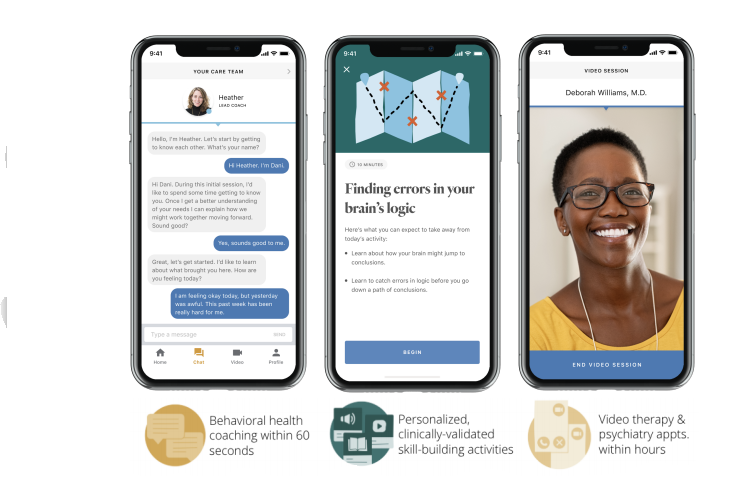 9:41
YOUR CARE TEAM
Heather
LEAD COACH
Hello, I'm Heather. Let's start by getting
to know each other. What's your name?
Hi Heather. I'm Dani.
Hi Dani. During this initial session, I'd
like to spend some time getting to know
you. Once I get a better understanding
of your needs I can explain how we
might work together moving forward.
Sound good?
Yes, sounds good to me.
Great, let's get started. I'd like to learn
about what brought you here. How are
you feeling today?
I am feeling okay today, but yesterday
was awful. This past week has been
really hard for me.
Type a message
SEND
Home
Chat
Video
Profile
Behavioral health
coaching within 60
seconds
9:41
10 MINUTES
Finding errors in your
brain's logic
Here's what you can expect to take away from
today's activity:
• Learn about how your brain might jump to
conclusions.
• Learn to catch errors in logic before you go
down a path of conclusions.
BEGIN
Personalized,
clinically-validated
skill-building activities
9:41
VIDEO SESSION
Deborah Williams, M.D.
END VIDEO SESSION
Video therapy &
psychiatry appts.
within hours